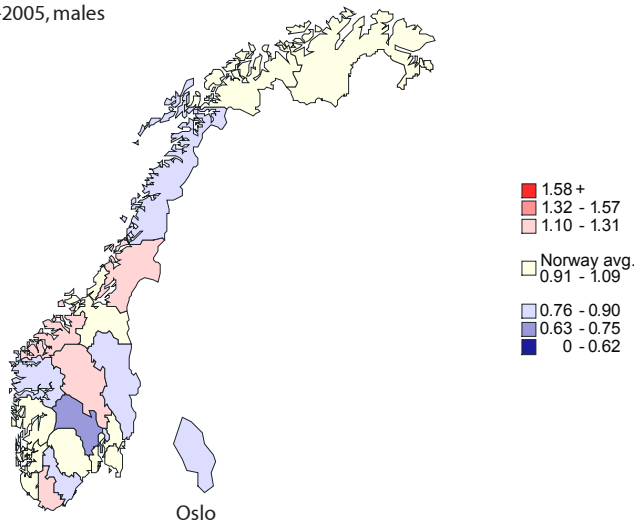 -2005, males
1.58 +
1.32 - 1.57
1.10 - 1.31
Norway avg.
0.91 - 1.09
0.76 - 0.90
0.63 - 0.75
0 - 0.62
Oslo